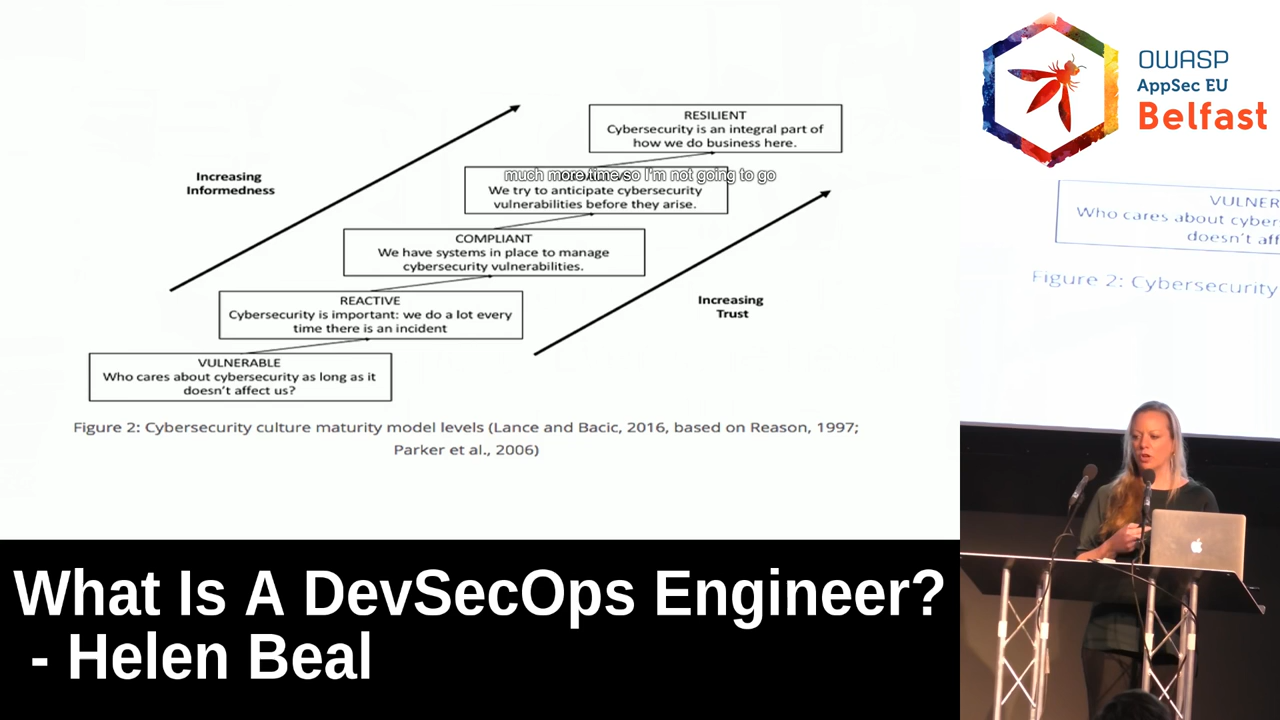 RESILIENT
Cybersecurity is an integral part of
how we do business here.
much more time so I'm not going to go
We try to anticipate cybersecurity
vulnerabilities before they arise.
Increasing
Informedness
COMPLIANT
We have systems in place to manage
cybersecurity vulnerabilities.
REACTIVE
Cybersecurity is important: we do a lot every
time there is an incident
Increasing
Trust
VULNERABLE
Who cares about cybersecurity as long as it
doesn't affect us?
Figure 2: Cybersecurity culture maturity model levels (Lance and Bacic, 2016, based on Reason, 1997;
Parker et al., 2006)
What Is A DevSecOps Engineer?
- Helen Beal
OWASP
AppSec EU
Belfast
VULNER
Who cares about cyber
doesn't aff
Figure 2: Cybersecurity